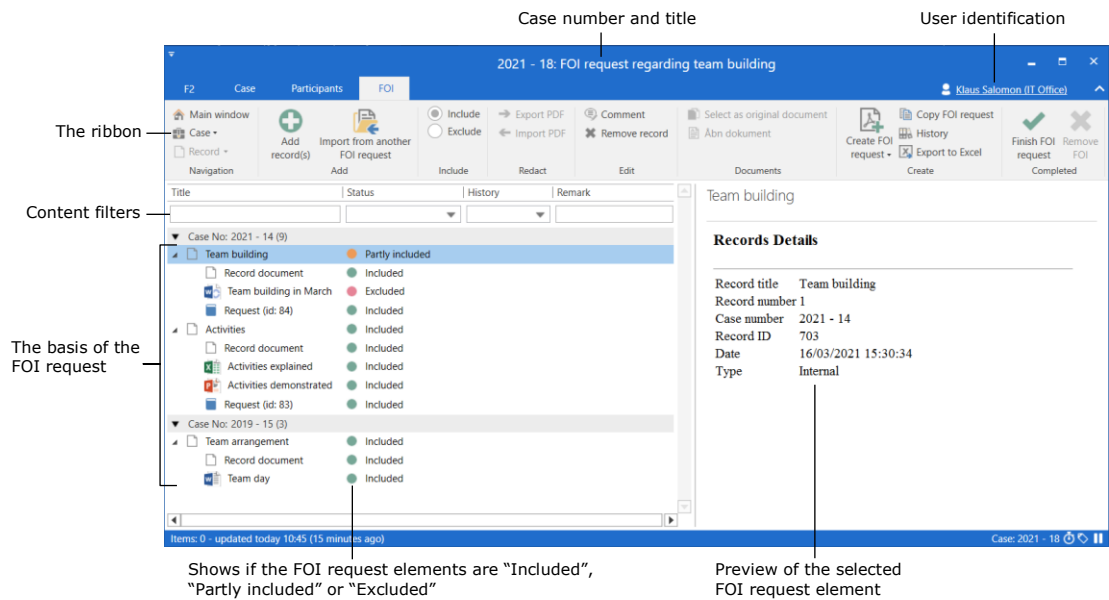 Case number and title
User identification
2021 - 18: FOI request regarding team building
F2 Case Participants FOI
Klaus Salomon (IT Office)
The ribbon
Main window
Case
Record
Navigation
Add
record(s)
Import from another
FOI request
Add
Include
Exclude
Include
Export PDF
Import PDF
Redact
Comment
Remove record
Edit
Select as original document
Åbn dokument
Documents
Create FOI
request
Copy FOI request
History
Export to Excel
Create
Finish FOI
request
Remove
FOI
Completed
Title Status History Remark
Content filters
Case No: 2021 - 14 (9)
Team building Partly included
Record document Included
Team building in March Excluded
Request (id: 84) Included
Activities Included
Record document Included
Activities explained Included
Activities demonstrated Included
Request (id: 83) Included
Case No: 2019 - 15 (3)
Team arrangement Included
Record document Included
Team day Included
The basis of the
FOI request
Team building
Records Details
Record title Team building
Record number 1
Case number 2021 - 14
Record ID 703
Date 16/03/2021 15:30:34
Type Internal
Items: 0 - updated today 10:45 (15 minutes ago)
Case: 2021 - 18
Shows if the FOI request elements are “Included”,
“Partly included” or “Excluded”
Preview of the selected
FOI request element